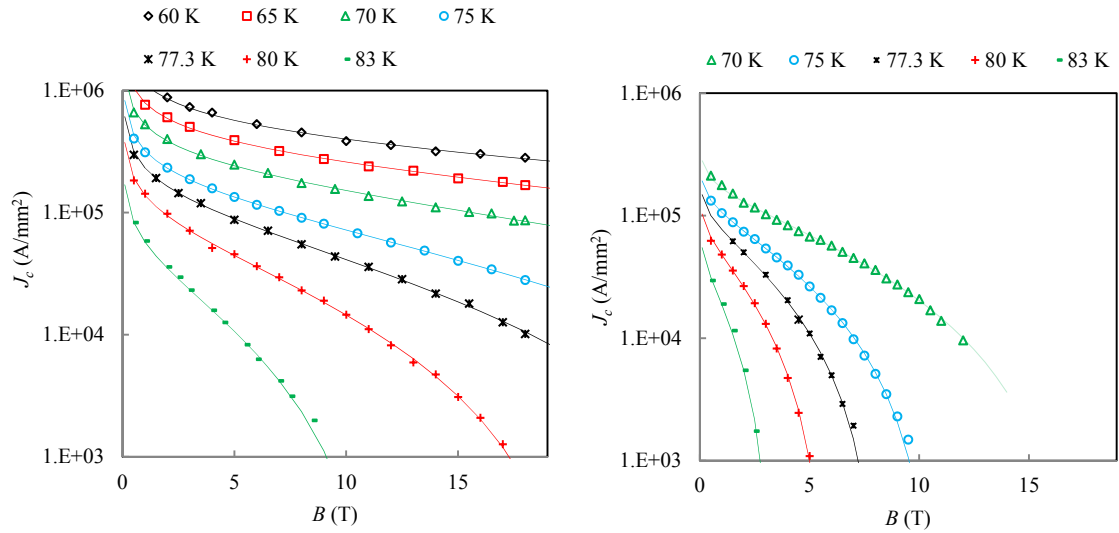 60 K 65 K 70 K 75 K
77.3 K 80 K 83 K
1.E+06
1.E+05
1.E+04
1.E+03
J_c (A/mm²)
0 5 10 15
B (T)
70 K 75 K 77.3 K 80 K 83 K
1.E+06
1.E+05
1.E+04
1.E+03
J_c (A/mm²)
0 5 10 15
B (T)